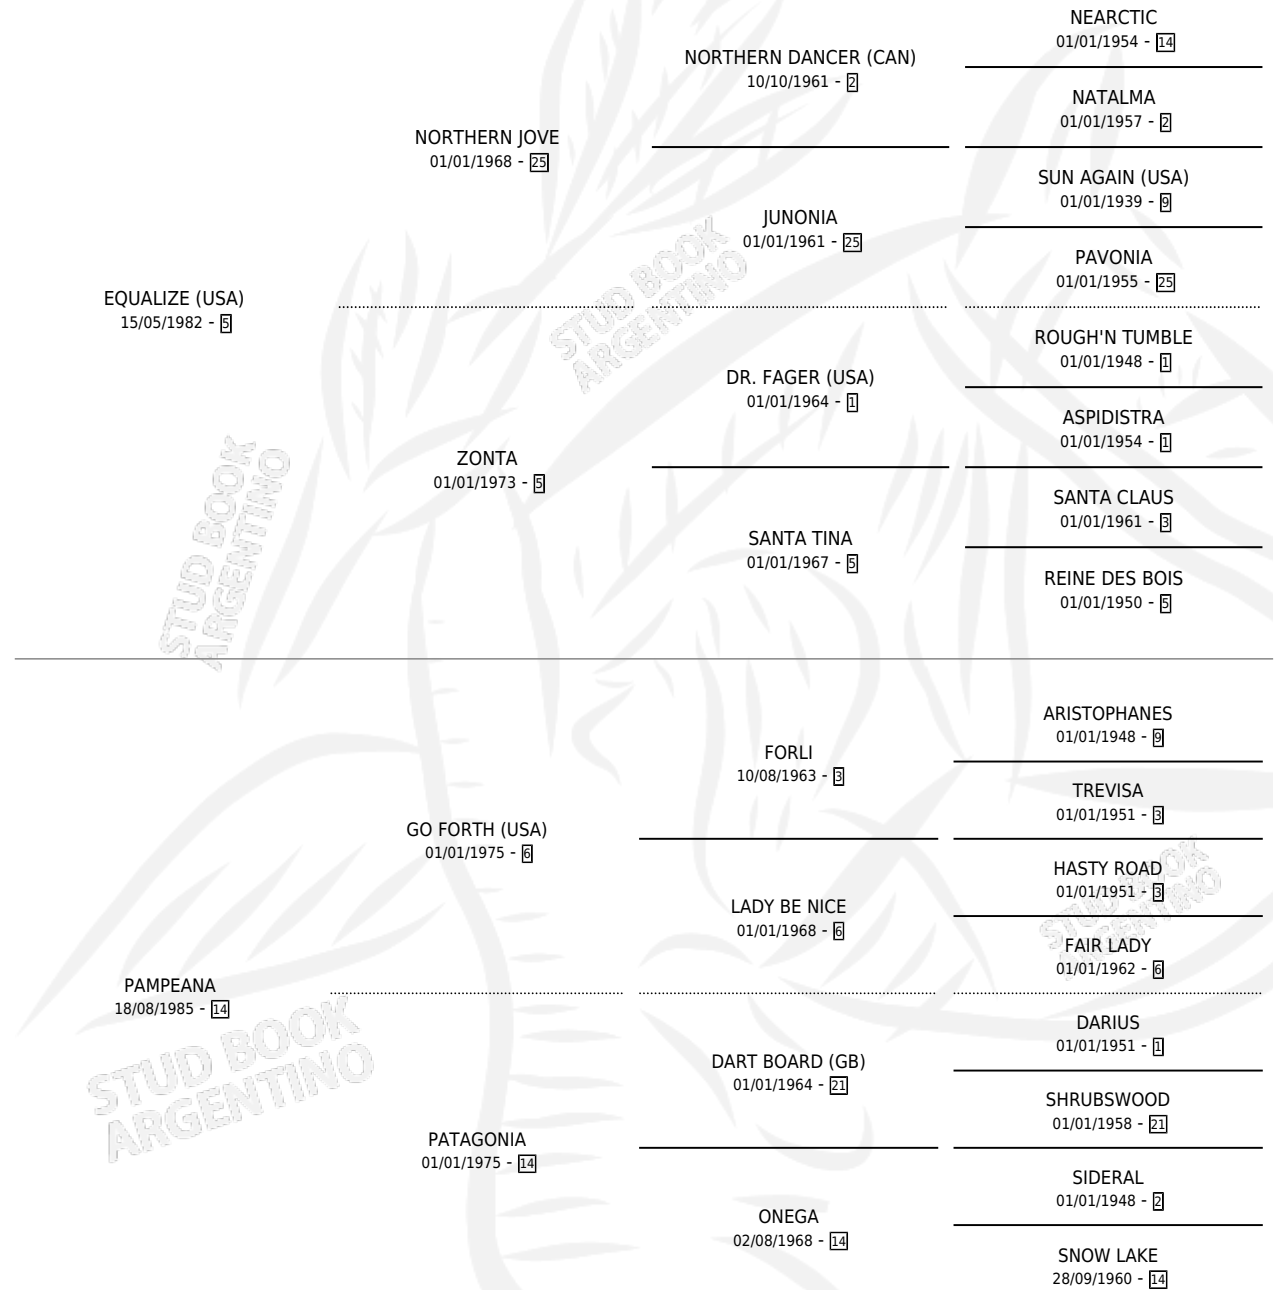 NEARCTIC
01/01/1954 - 14
NORTHERN DANCER (CAN)
10/10/1961 - 2
NATALMA
01/01/1957 - 2
NORTHERN JOVE
01/01/1968 - 25
SUN AGAIN (USA)
01/01/1939 - 9
JUNONIA
01/01/1961 - 25
PAVONIA
01/01/1955 - 25
EQUALIZE (USA)
15/05/1982 - 5
STUD BOOK
ARGENTINO
ROUGH'N TUMBLE
01/01/1948 - 1
DR. FAGER (USA)
01/01/1964 - 1
ASPIDISTRA
01/01/1954 - 1
ZONTA
01/01/1973 - 5
SANTA CLAUS
01/01/1961 - 3
SANTA TINA
01/01/1967 - 5
REINE DES BOIS
01/01/1950 - 5
STUD BOOK
ARGENTINO
ARISTOPHANES
01/01/1948 - 9
FORLI
10/08/1963 - 3
TREVISA
01/01/1951 - 3
GO FORTH (USA)
01/01/1975 - 6
HASTY ROAD
01/01/1951 - 3
LADY BE NICE
01/01/1968 - 6
STUD BOOK
ARGENTINO
FAIR LADY
01/01/1962 - 6
PAMPEANA
18/08/1985 - 14
STUD BOOK
ARGENTINO
DARIUS
01/01/1951 - 1
DART BOARD (GB)
01/01/1964 - 21
SHRUBSWOOD
01/01/1958 - 21
PATAGONIA
01/01/1975 - 14
SIDERAL
01/01/1948 - 2
ONEGA
02/08/1968 - 14
SNOW LAKE
28/09/1960 - 14